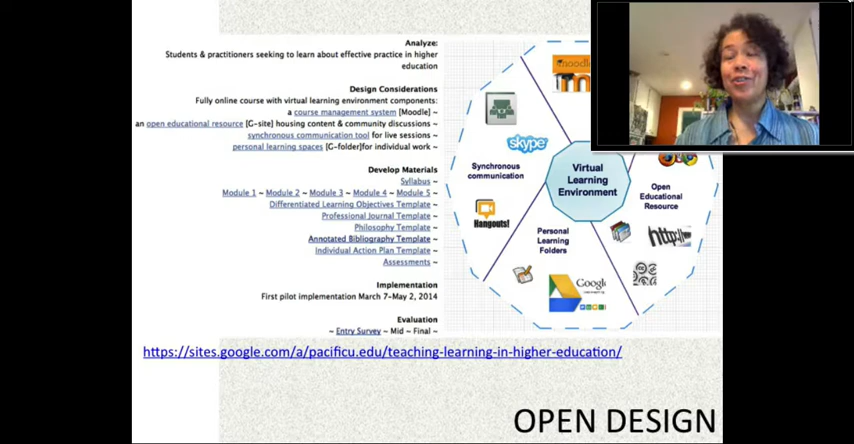 Analyze:
Students & practitioners seeking to learn about effective practice in higher
education
Design Considerations
Fully online course with virtual learning environment components:
a course management system [Moodle] ~
an open educational resource [G-site] housing content & community discussions ~
synchronous communication tool for live sessions ~
personal learning spaces [G-folder]for individual work ~
Develop Materials
Syllabus ~
Module 1 ~ Module 2 ~ Module 3 ~ Module 4 ~ Module 5 ~
Differentiated Learning Objectives Template ~
Professional Journal Template ~
Philosophy Template ~
Annotated Bibliography Template ~
Individual Action Plan Template ~
Assessments ~
Implementation
First pilot implementation March 7-May 2, 2014
Evaluation
~ Entry Survey ~ Mid ~ Final ~
skype
Synchronous
communication
Hangouts!
Virtual
Learning
Environment
Open
Educational
Resource
Personal
Learning
Folders
https://sites.google.com/a/pacificu.edu/teaching-learning-in-higher-education/
OPEN DESIGN